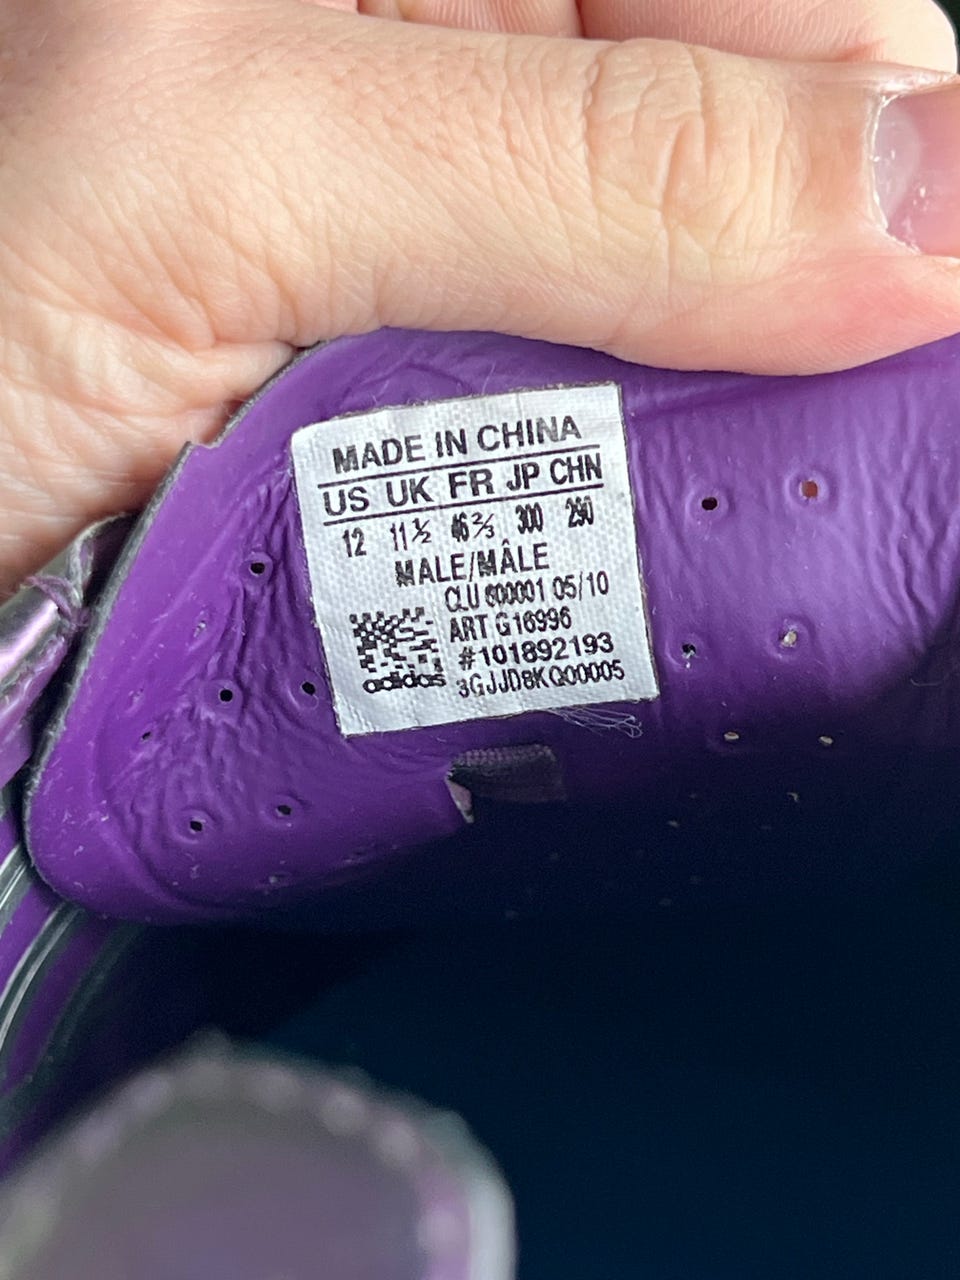 MADE IN CHINA
US UK FR JP CHN
12 11½ 46⅔ 300 290
MALE/MÂLE
CLU 600001 05/10
ART G16996
#101892193
adidas 3GJJD8KQ00005